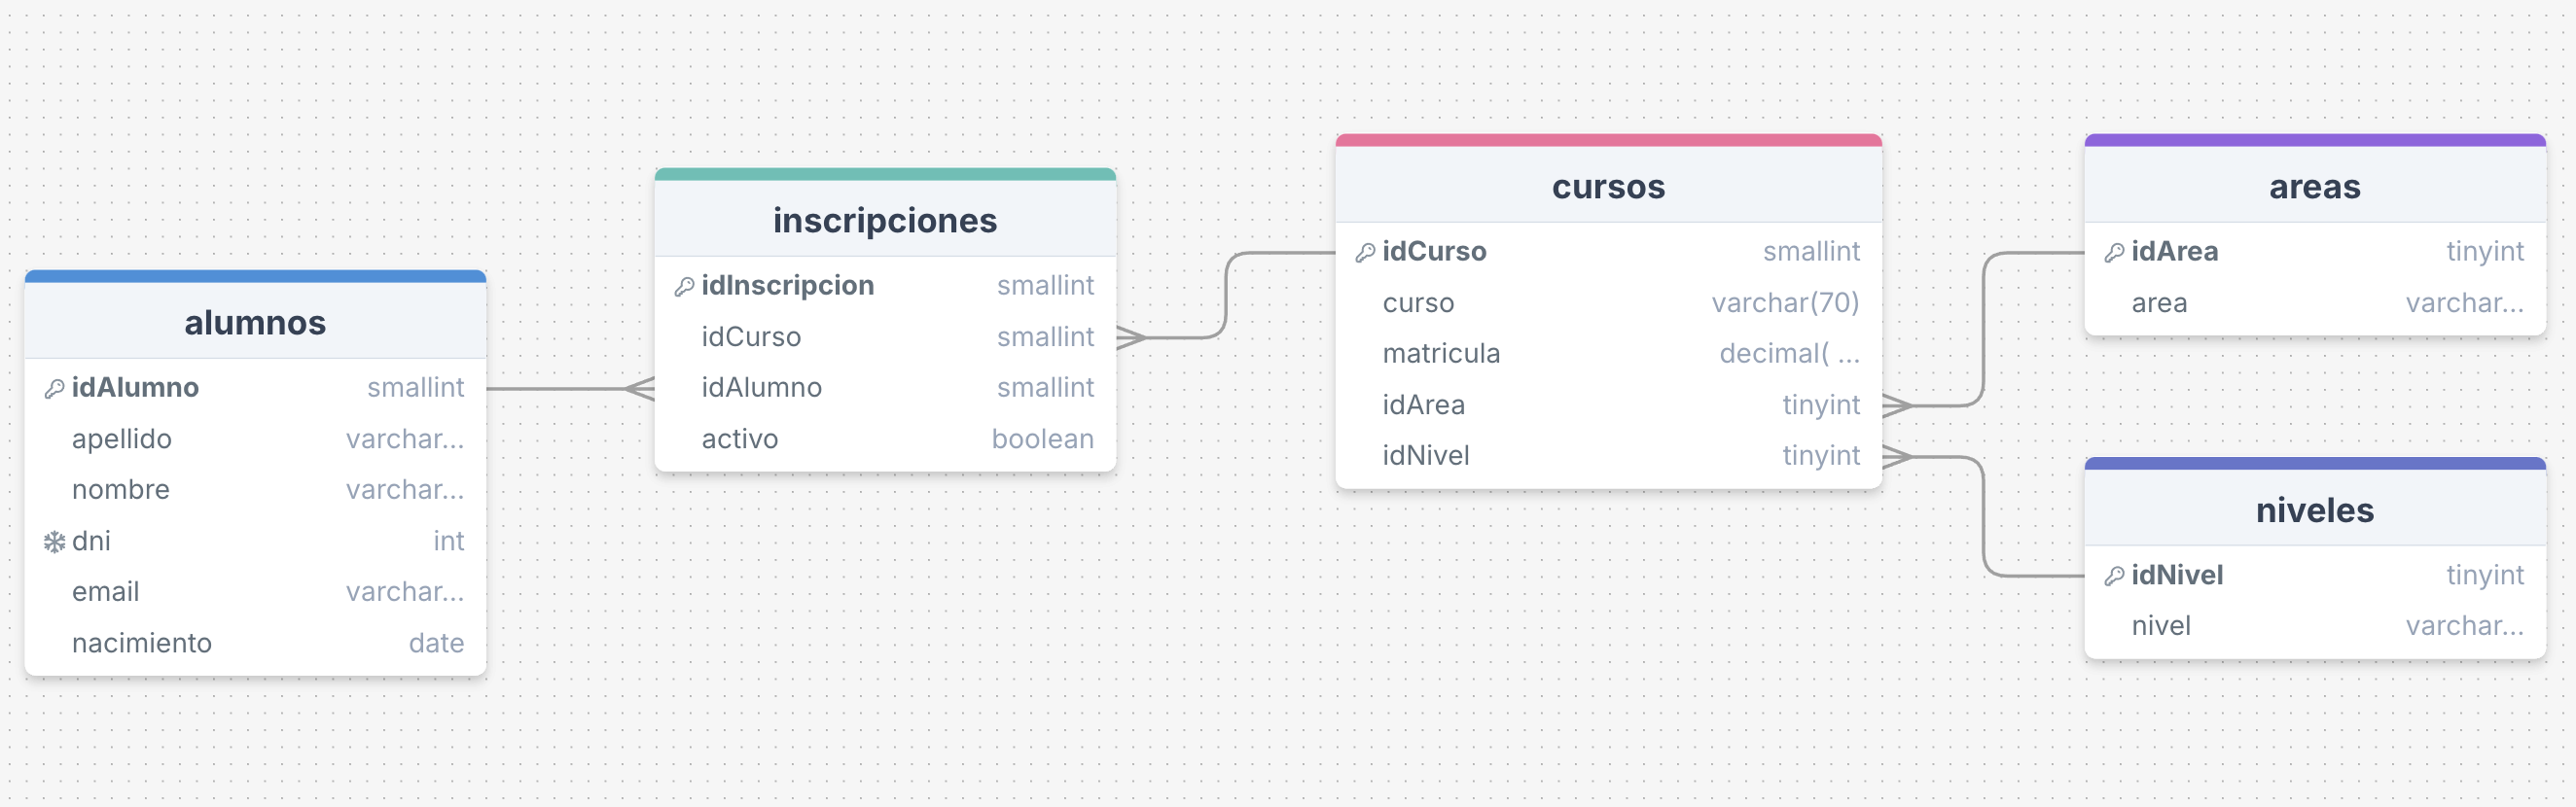 alumnos
idAlumno smallint
apellido varchar...
nombre varchar...
dni int
email varchar...
nacimiento date
inscripciones
idInscripcion smallint
idCurso smallint
idAlumno smallint
activo boolean
cursos
idCurso smallint
curso varchar(70)
matricula decimal( ...
idArea tinyint
idNivel tinyint
areas
idArea tinyint
area varchar...
niveles
idNivel tinyint
nivel varchar...